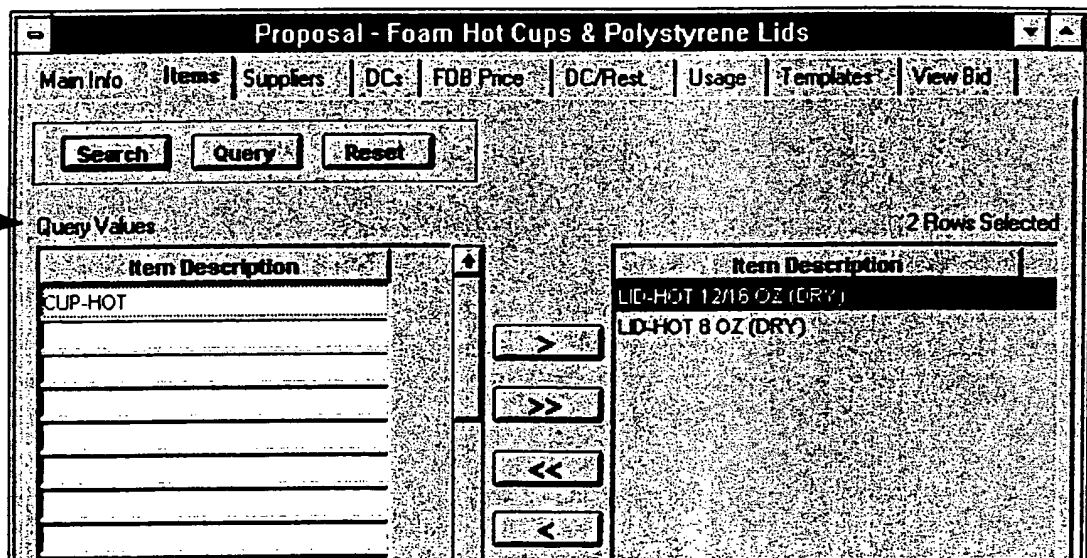 Proposal - Foam Hot Cups & Polystyrene Lids
Main Info Items Suppliers DCs FDB Price DC/Rest. Usage Templates View Bid
Search Query Reset
Query Values 2 Rows Selected
Item Description Item Description
CUP-HOT LID-HOT 12/16 OZ (DRY)
LID-HOT 8 OZ (DRY)
>
>>
<<
<